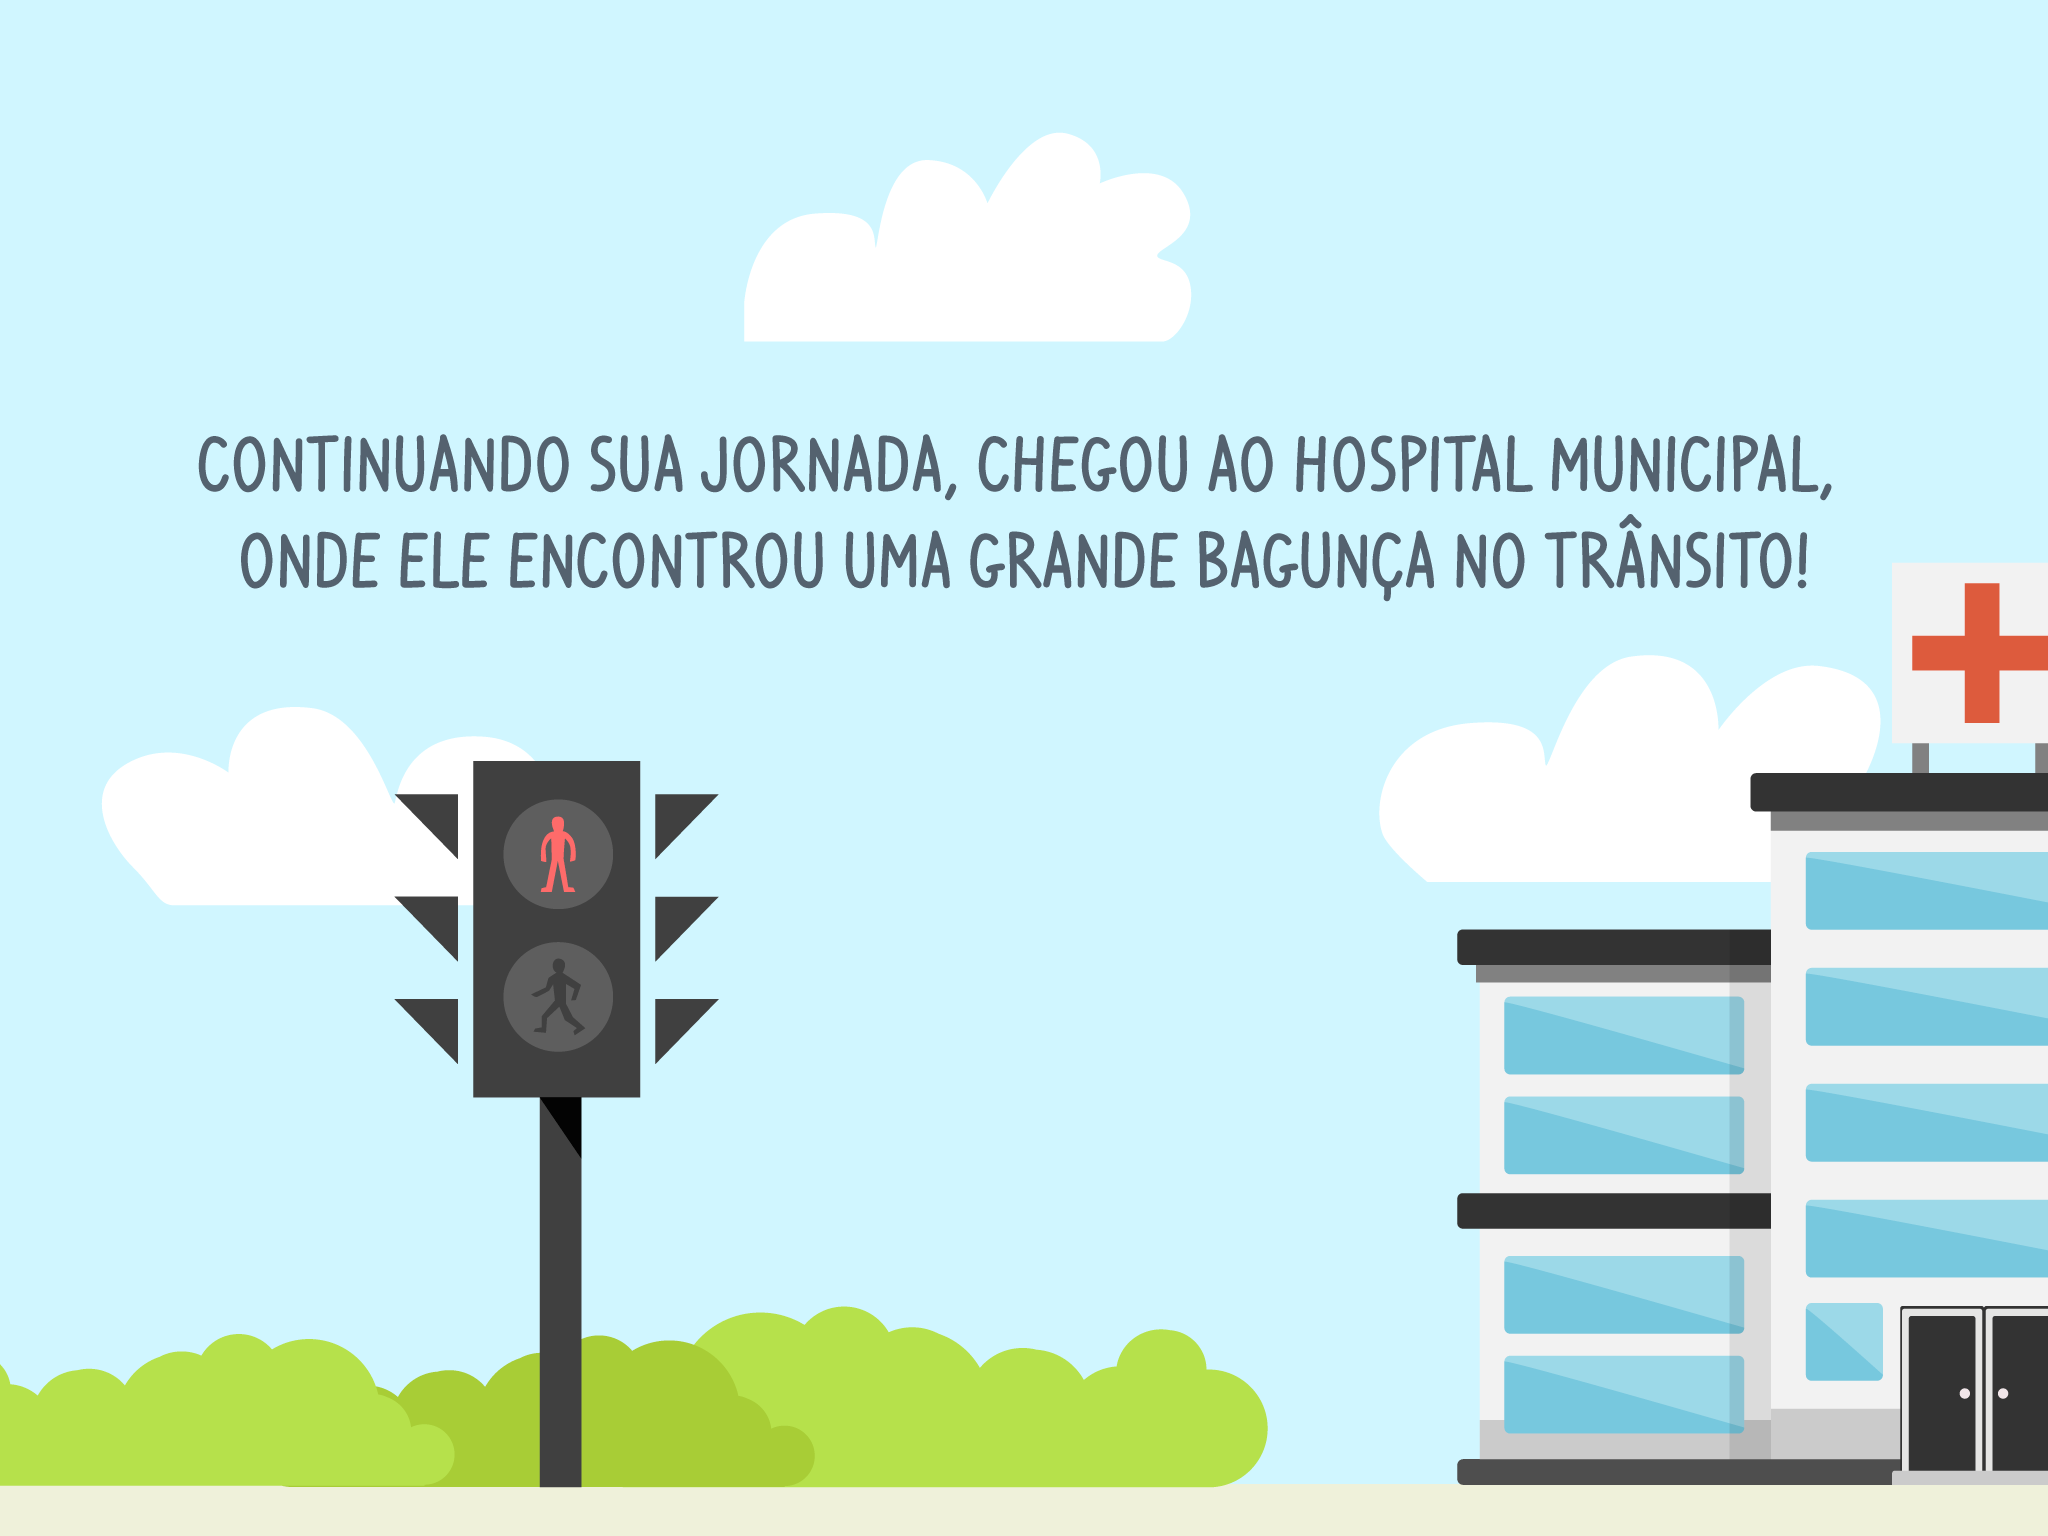 CONTINUANDO SUA JORNADA, CHEGOU AO HOSPITAL MUNICIPAL,
ONDE ELE ENCONTROU UMA GRANDE BAGUNÇA NO TRÂNSITO!